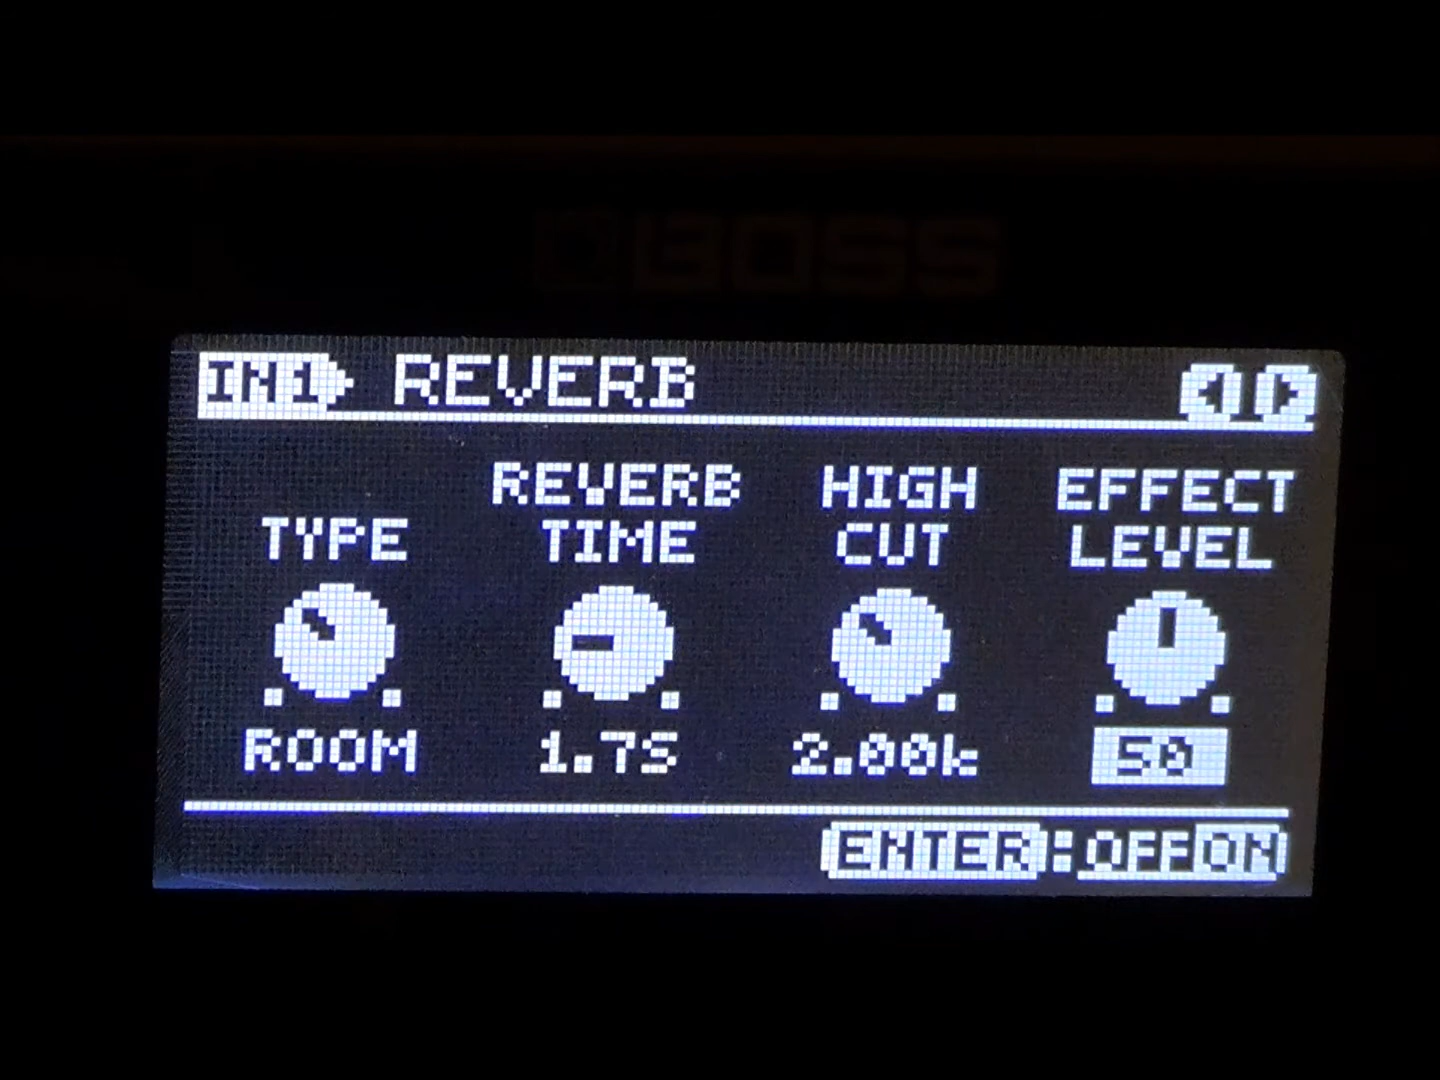 BOSS
IN1 REVERB
TYPE REVERB TIME HIGH CUT EFFECT LEVEL
ROOM 1.7S 2.00k 50
ENTER:OFF ON